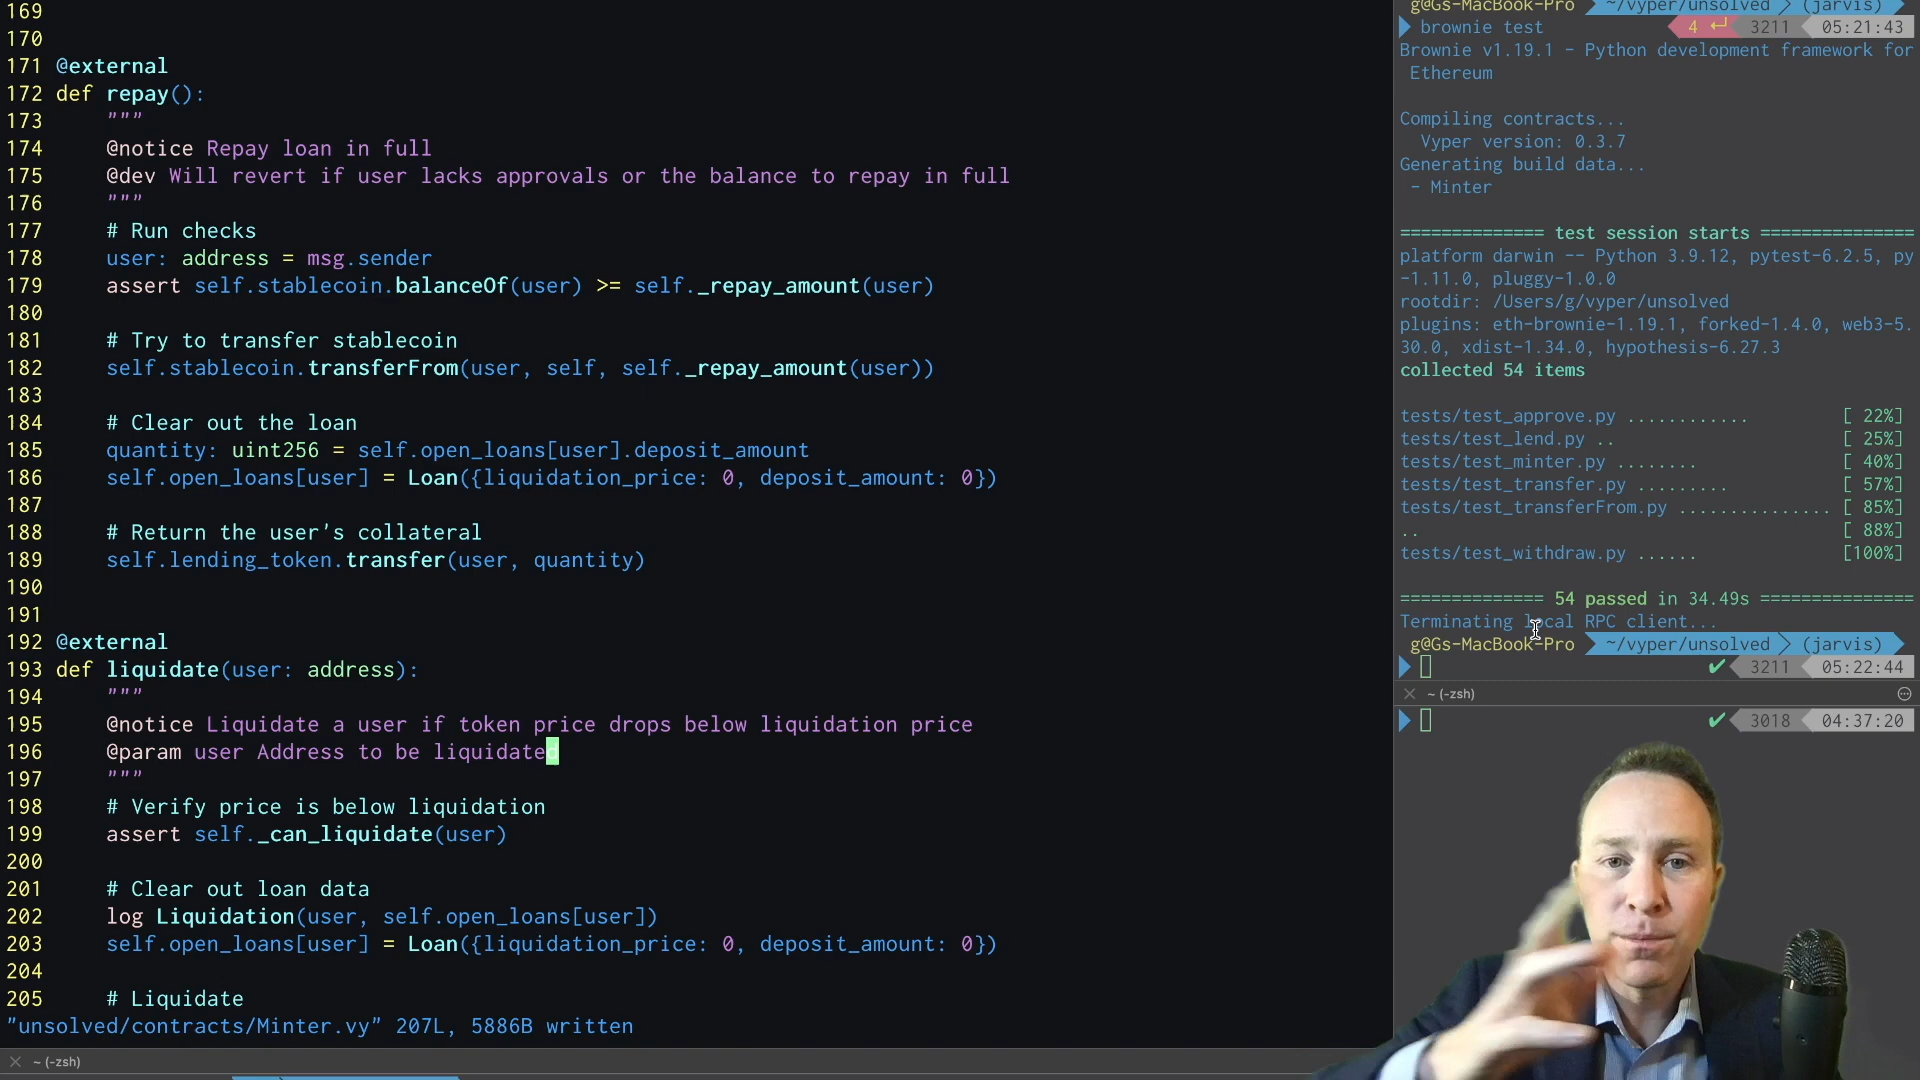 169
170
171 @external
172 def repay():
173 """
174 @notice Repay loan in full
175 @dev Will revert if user lacks approvals or the balance to repay in full
176 """
177 # Run checks
178 user: address = msg.sender
179 assert self.stablecoin.balanceOf(user) >= self._repay_amount(user)
180
181 # Try to transfer stablecoin
182 self.stablecoin.transferFrom(user, self, self._repay_amount(user))
183
184 # Clear out the loan
185 quantity: uint256 = self.open_loans[user].deposit_amount
186 self.open_loans[user] = Loan({liquidation_price: 0, deposit_amount: 0})
187
188 # Return the user's collateral
189 self.lending_token.transfer(user, quantity)
190
191
192 @external
193 def liquidate(user: address):
194 """
195 @notice Liquidate a user if token price drops below liquidation price
196 @param user Address to be liquidated
197 """
198 # Verify price is below liquidation
199 assert self._can_liquidate(user)
200
201 # Clear out loan data
202 log Liquidation(user, self.open_loans[user])
203 self.open_loans[user] = Loan({liquidation_price: 0, deposit_amount: 0})
204
205 # Liquidate
"unsolved/contracts/Minter.vy" 207L, 5886B written
~ (-zsh)
g@Gs-MacBook-Pro ~/vyper/unsolved (jarvis)
brownie test 4 ↵ 3211 05:21:43
Brownie v1.19.1 - Python development framework for
Ethereum
Compiling contracts...
Vyper version: 0.3.7
Generating build data...
- Minter
============== test session starts ===============
platform darwin -- Python 3.9.12, pytest-6.2.5, py
-1.11.0, pluggy-1.0.0
rootdir: /Users/g/vyper/unsolved
plugins: eth-brownie-1.19.1, forked-1.4.0, web3-5.
30.0, xdist-1.34.0, hypothesis-6.27.3
collected 54 items
tests/test_approve.py ............ [ 22%]
tests/test_lend.py .. [ 25%]
tests/test_minter.py ........ [ 40%]
tests/test_transfer.py ......... [ 57%]
tests/test_transferFrom.py ............... [ 85%]
.. [ 88%]
tests/test_withdraw.py ...... [100%]
============== 54 passed in 34.49s ===============
Terminating local RPC client...
g@Gs-MacBook-Pro ~/vyper/unsolved (jarvis)
✔ 3211 05:22:44
~ (-zsh)
✔ 3018 04:37:20